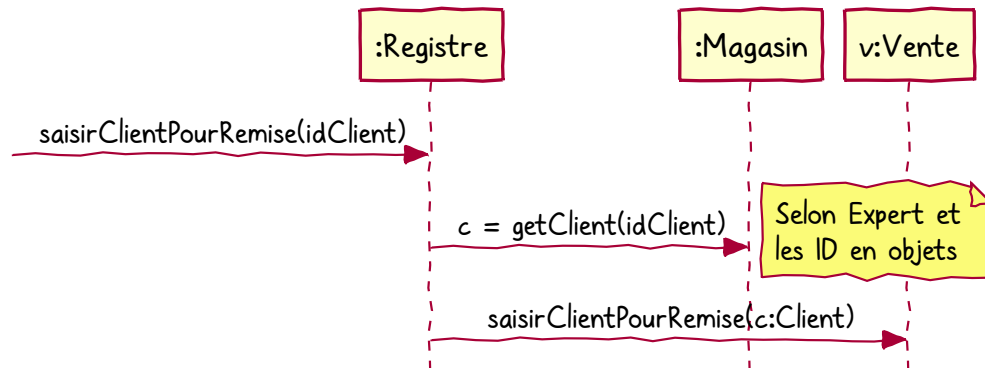 :Registre
:Magasin
v:Vente
saisirClientPourRemise(idClient)
c = getClient(idClient)
Selon Expert et
les ID en objets
saisirClientPourRemise(c:Client)